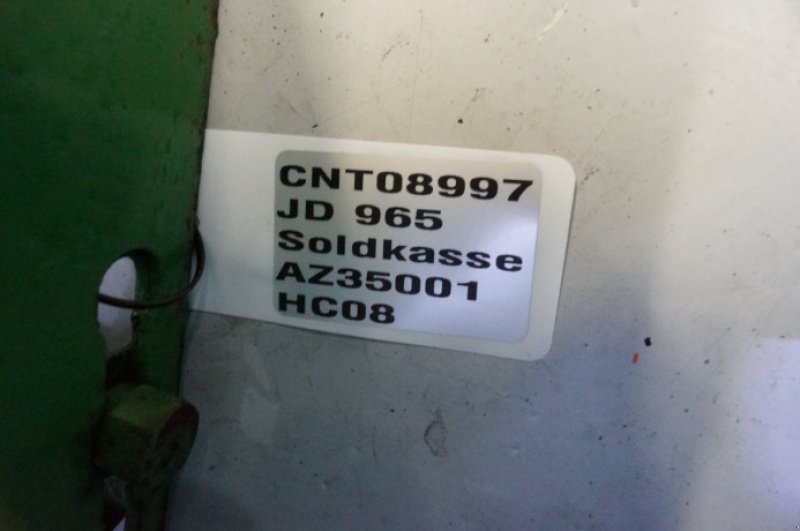 CNT08997
JD 965
Soldkasse
AZ35001
HC08